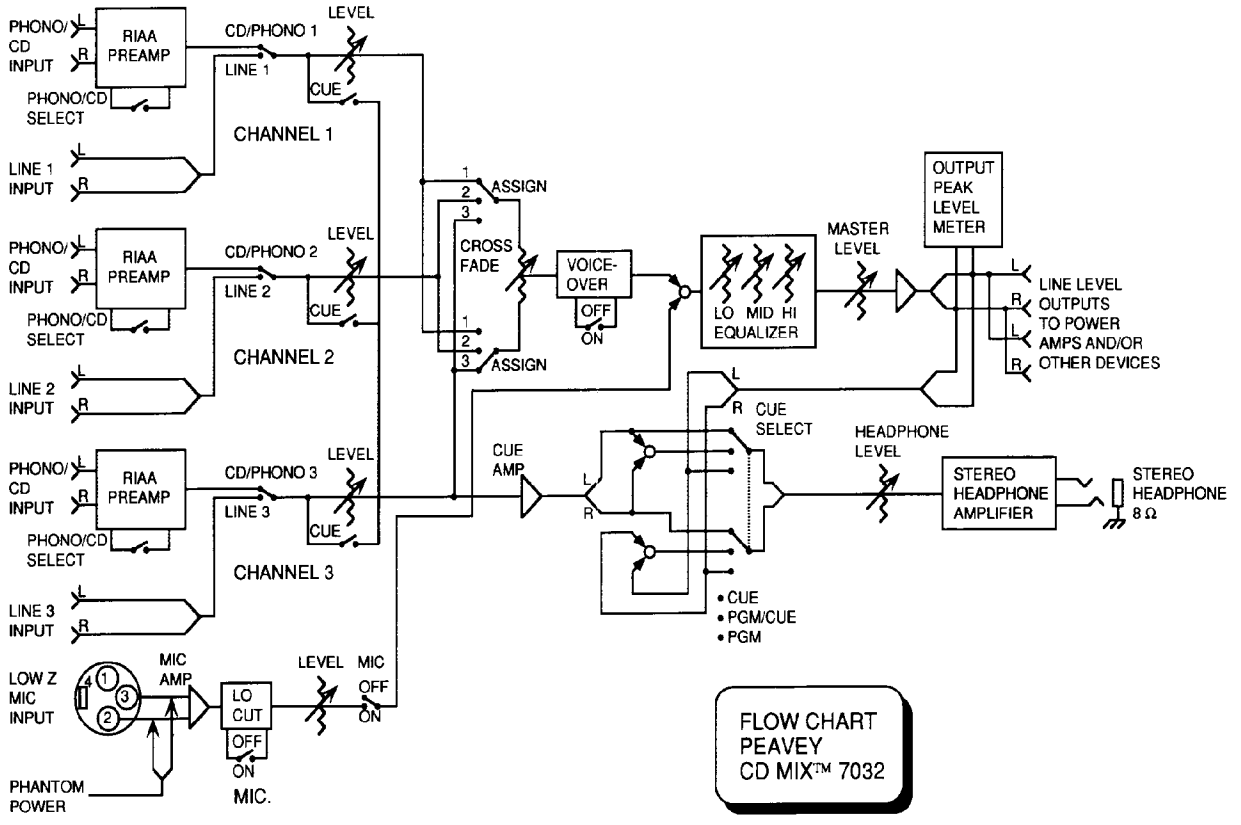 PHONO/
CD
INPUT
L
R
RIAA
PREAMP
PHONO/CD
SELECT
CD/PHONO 1
LINE 1
LEVEL
CUE
CHANNEL 1
LINE 1
INPUT
L
R
PHONO/
CD
INPUT
L
R
RIAA
PREAMP
PHONO/CD
SELECT
CD/PHONO 2
LINE 2
LEVEL
CUE
CHANNEL 2
LINE 2
INPUT
L
R
PHONO/
CD
INPUT
L
R
RIAA
PREAMP
PHONO/CD
SELECT
CD/PHONO 3
LINE 3
LEVEL
CUE
CHANNEL 3
LINE 3
INPUT
L
R
LOW Z
MIC
INPUT
1
2
3
4
MIC
AMP
LO
CUT
OFF
ON
MIC.
LEVEL
MIC
OFF
ON
PHANTOM
POWER
1
2
3
ASSIGN
CROSS
FADE
1
2
3
ASSIGN
VOICE-
OVER
OFF
ON
LO MID HI
EQUALIZER
MASTER
LEVEL
OUTPUT
PEAK
LEVEL
METER
L
R
L
R
LINE LEVEL
OUTPUTS
TO POWER
AMPS AND/OR
OTHER DEVICES
CUE
AMP
L
R
L
R
CUE
SELECT
• CUE
• PGM/CUE
• PGM
HEADPHONE
LEVEL
STEREO
HEADPHONE
AMPLIFIER
STEREO
HEADPHONE
8 Ω
FLOW CHART
PEAVEY
CD MIX™ 7032